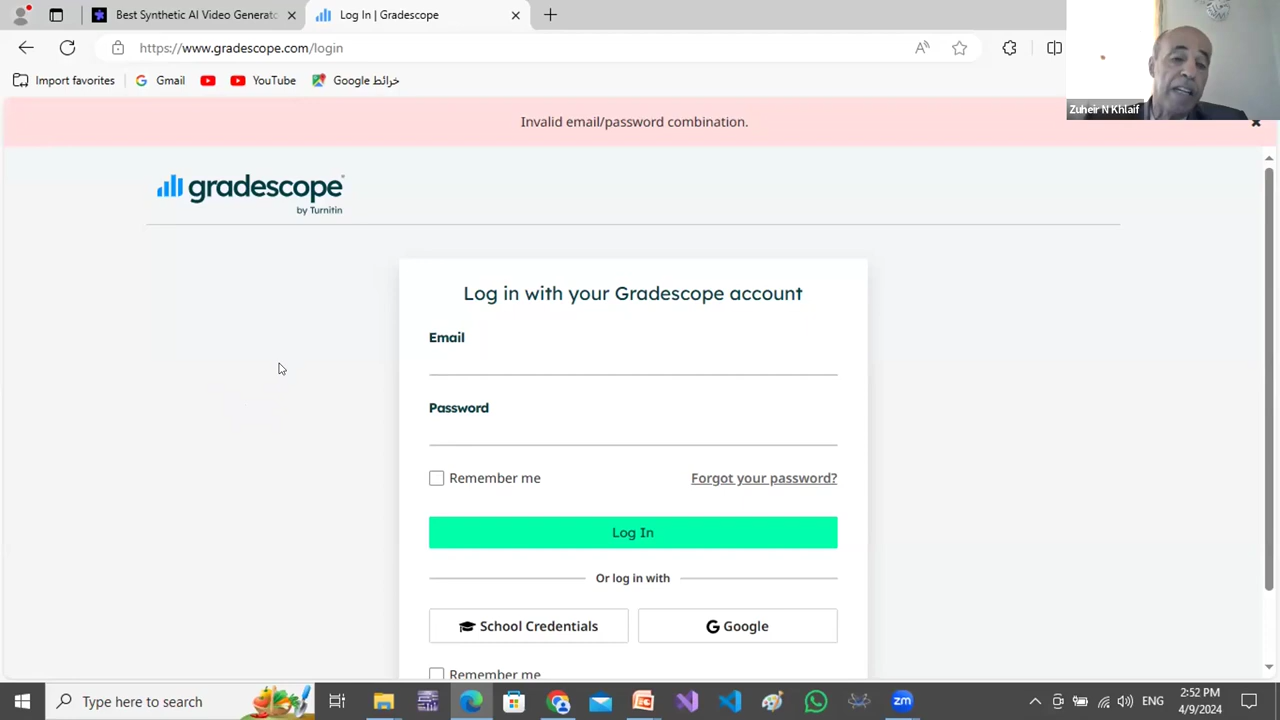 Best Synthetic AI Video Generato
Log In | Gradescope
https://www.gradescope.com/login
Import favorites
Gmail
YouTube
خرائط Google
Zuheir N Khlaif
Invalid email/password combination.
gradescope
by Turnitin
Log in with your Gradescope account
Email
Password
Remember me
Forgot your password?
Log In
Or log in with
School Credentials
Google
Remember me
Type here to search
zm
ENG
2:52 PM
4/9/2024